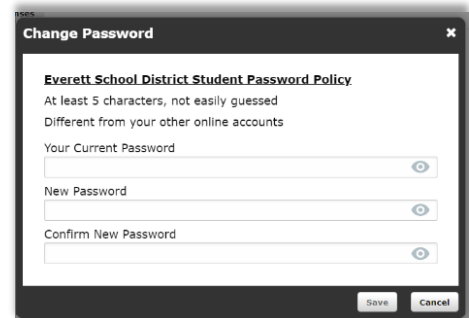 Change Password
Everett School District Student Password Policy
At least 5 characters, not easily guessed
Different from your other online accounts
Your Current Password
New Password
Confirm New Password
Save Cancel